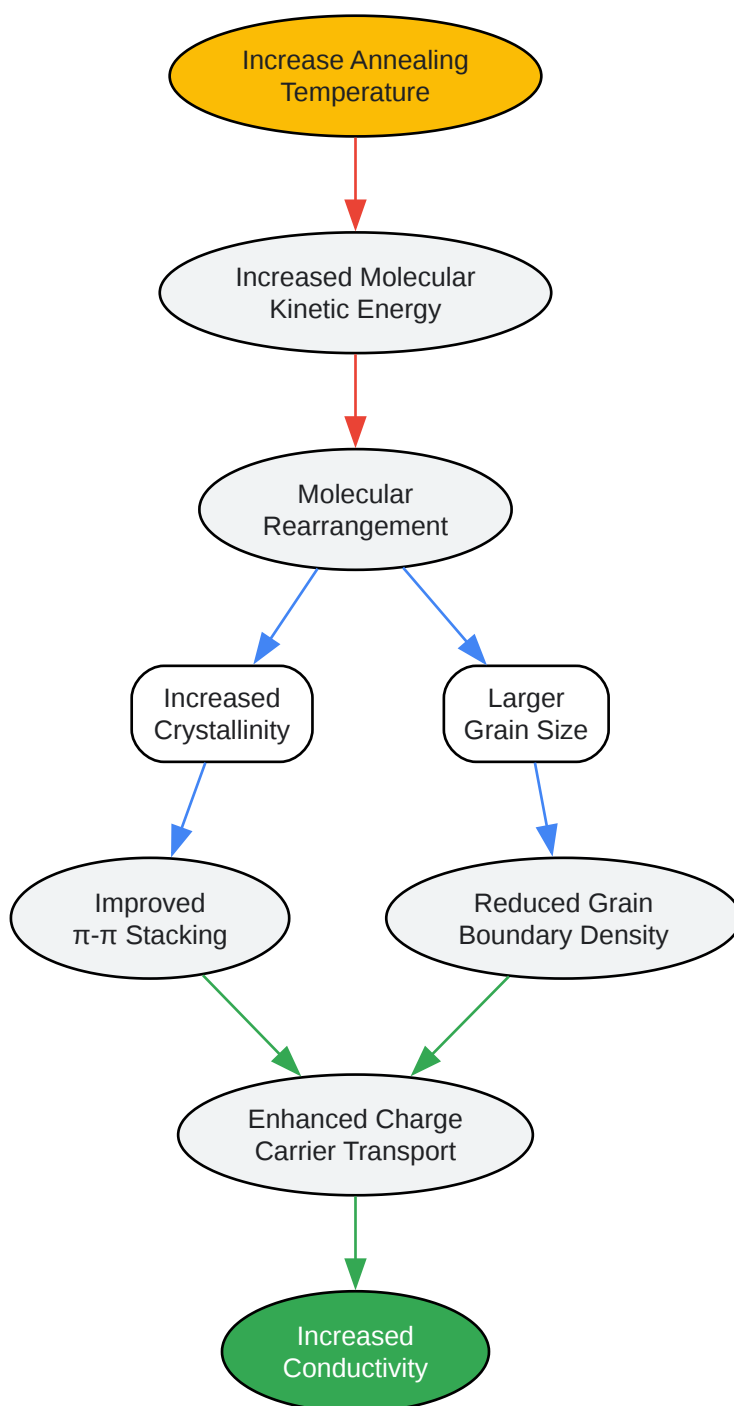 Increase Annealing
Temperature
Increased Molecular
Kinetic Energy
Molecular
Rearrangement
Increased
Crystallinity
Larger
Grain Size
Improved
π-π Stacking
Reduced Grain
Boundary Density
Enhanced Charge
Carrier Transport
Increased
Conductivity